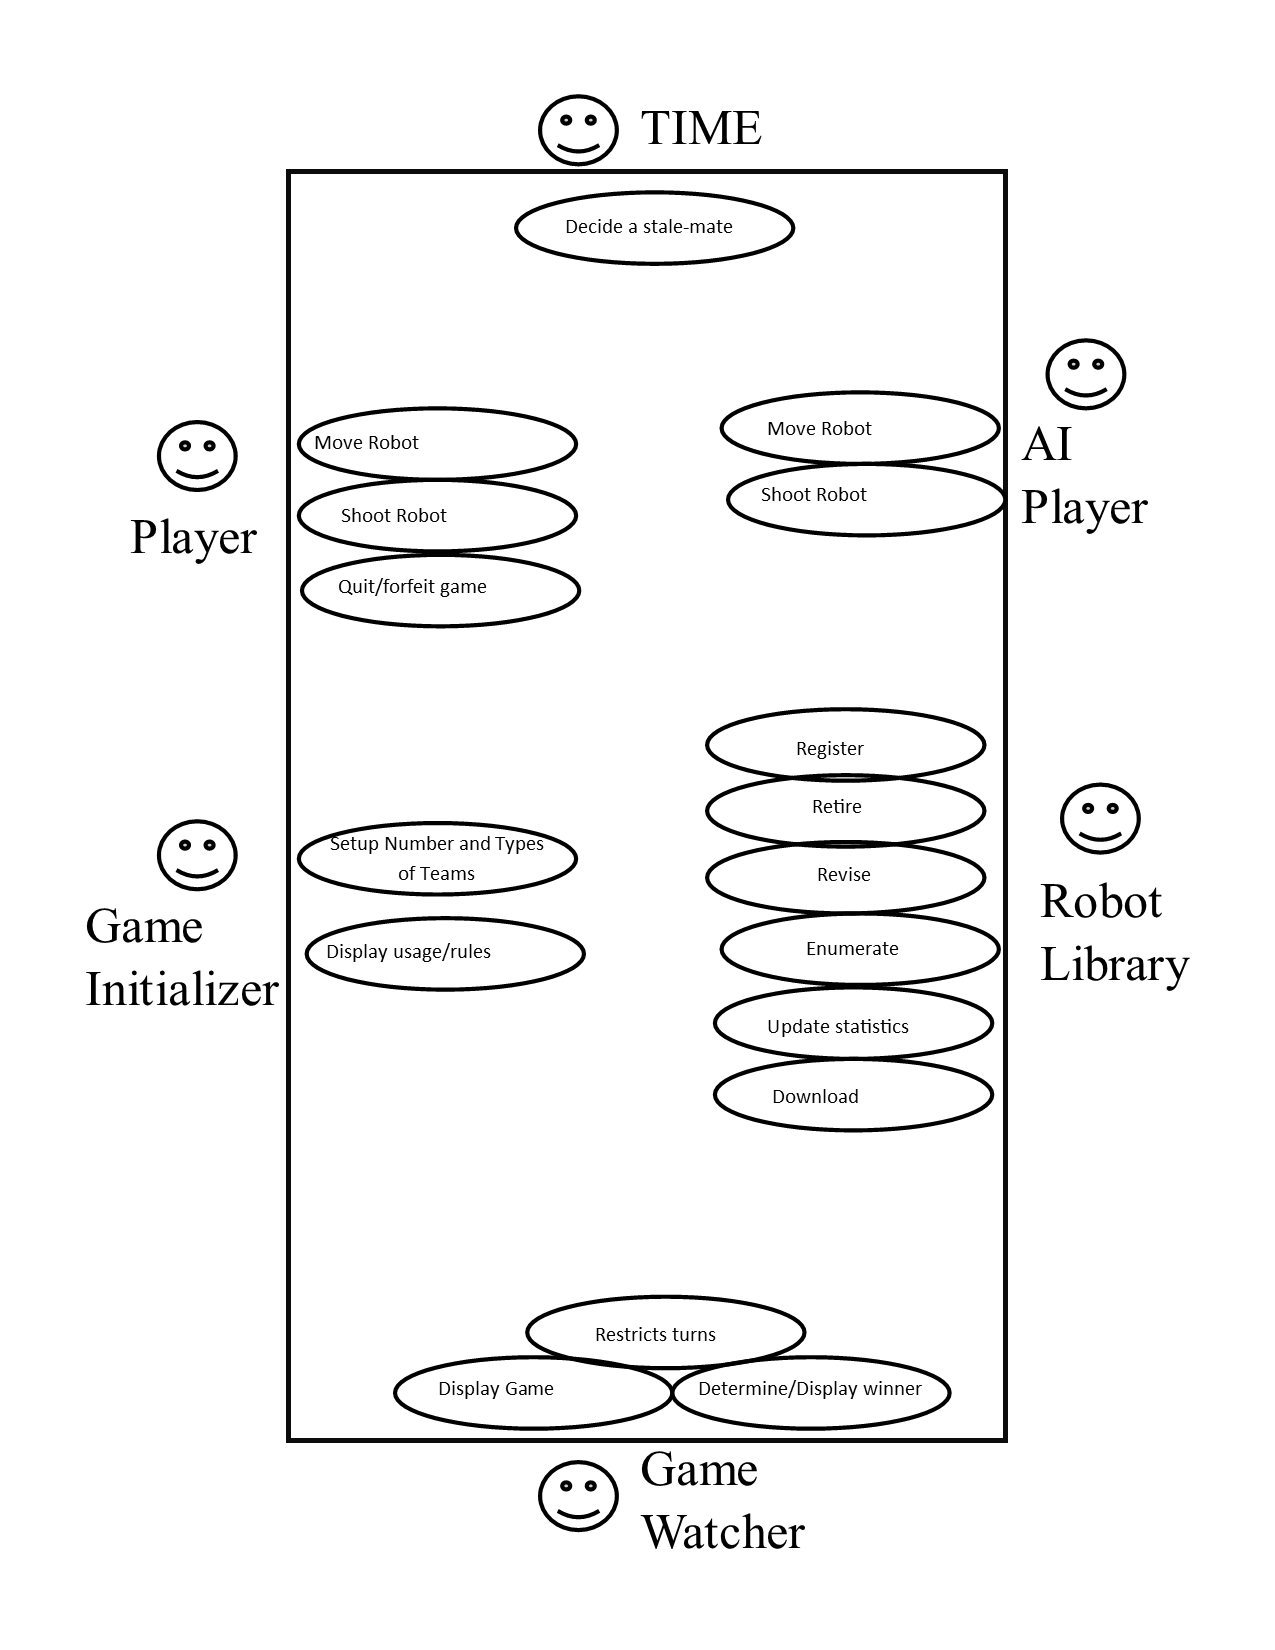 TIME
Decide a stale-mate
Move Robot
Shoot Robot
Quit/forfeit game
Player
Move Robot
Shoot Robot
AI
Player
Setup Number and Types
of Teams
Display usage/rules
Game
Initializer
Register
Retire
Revise
Enumerate
Update statistics
Download
Robot
Library
Restricts turns
Display Game
Determine/Display winner
Game
Watcher